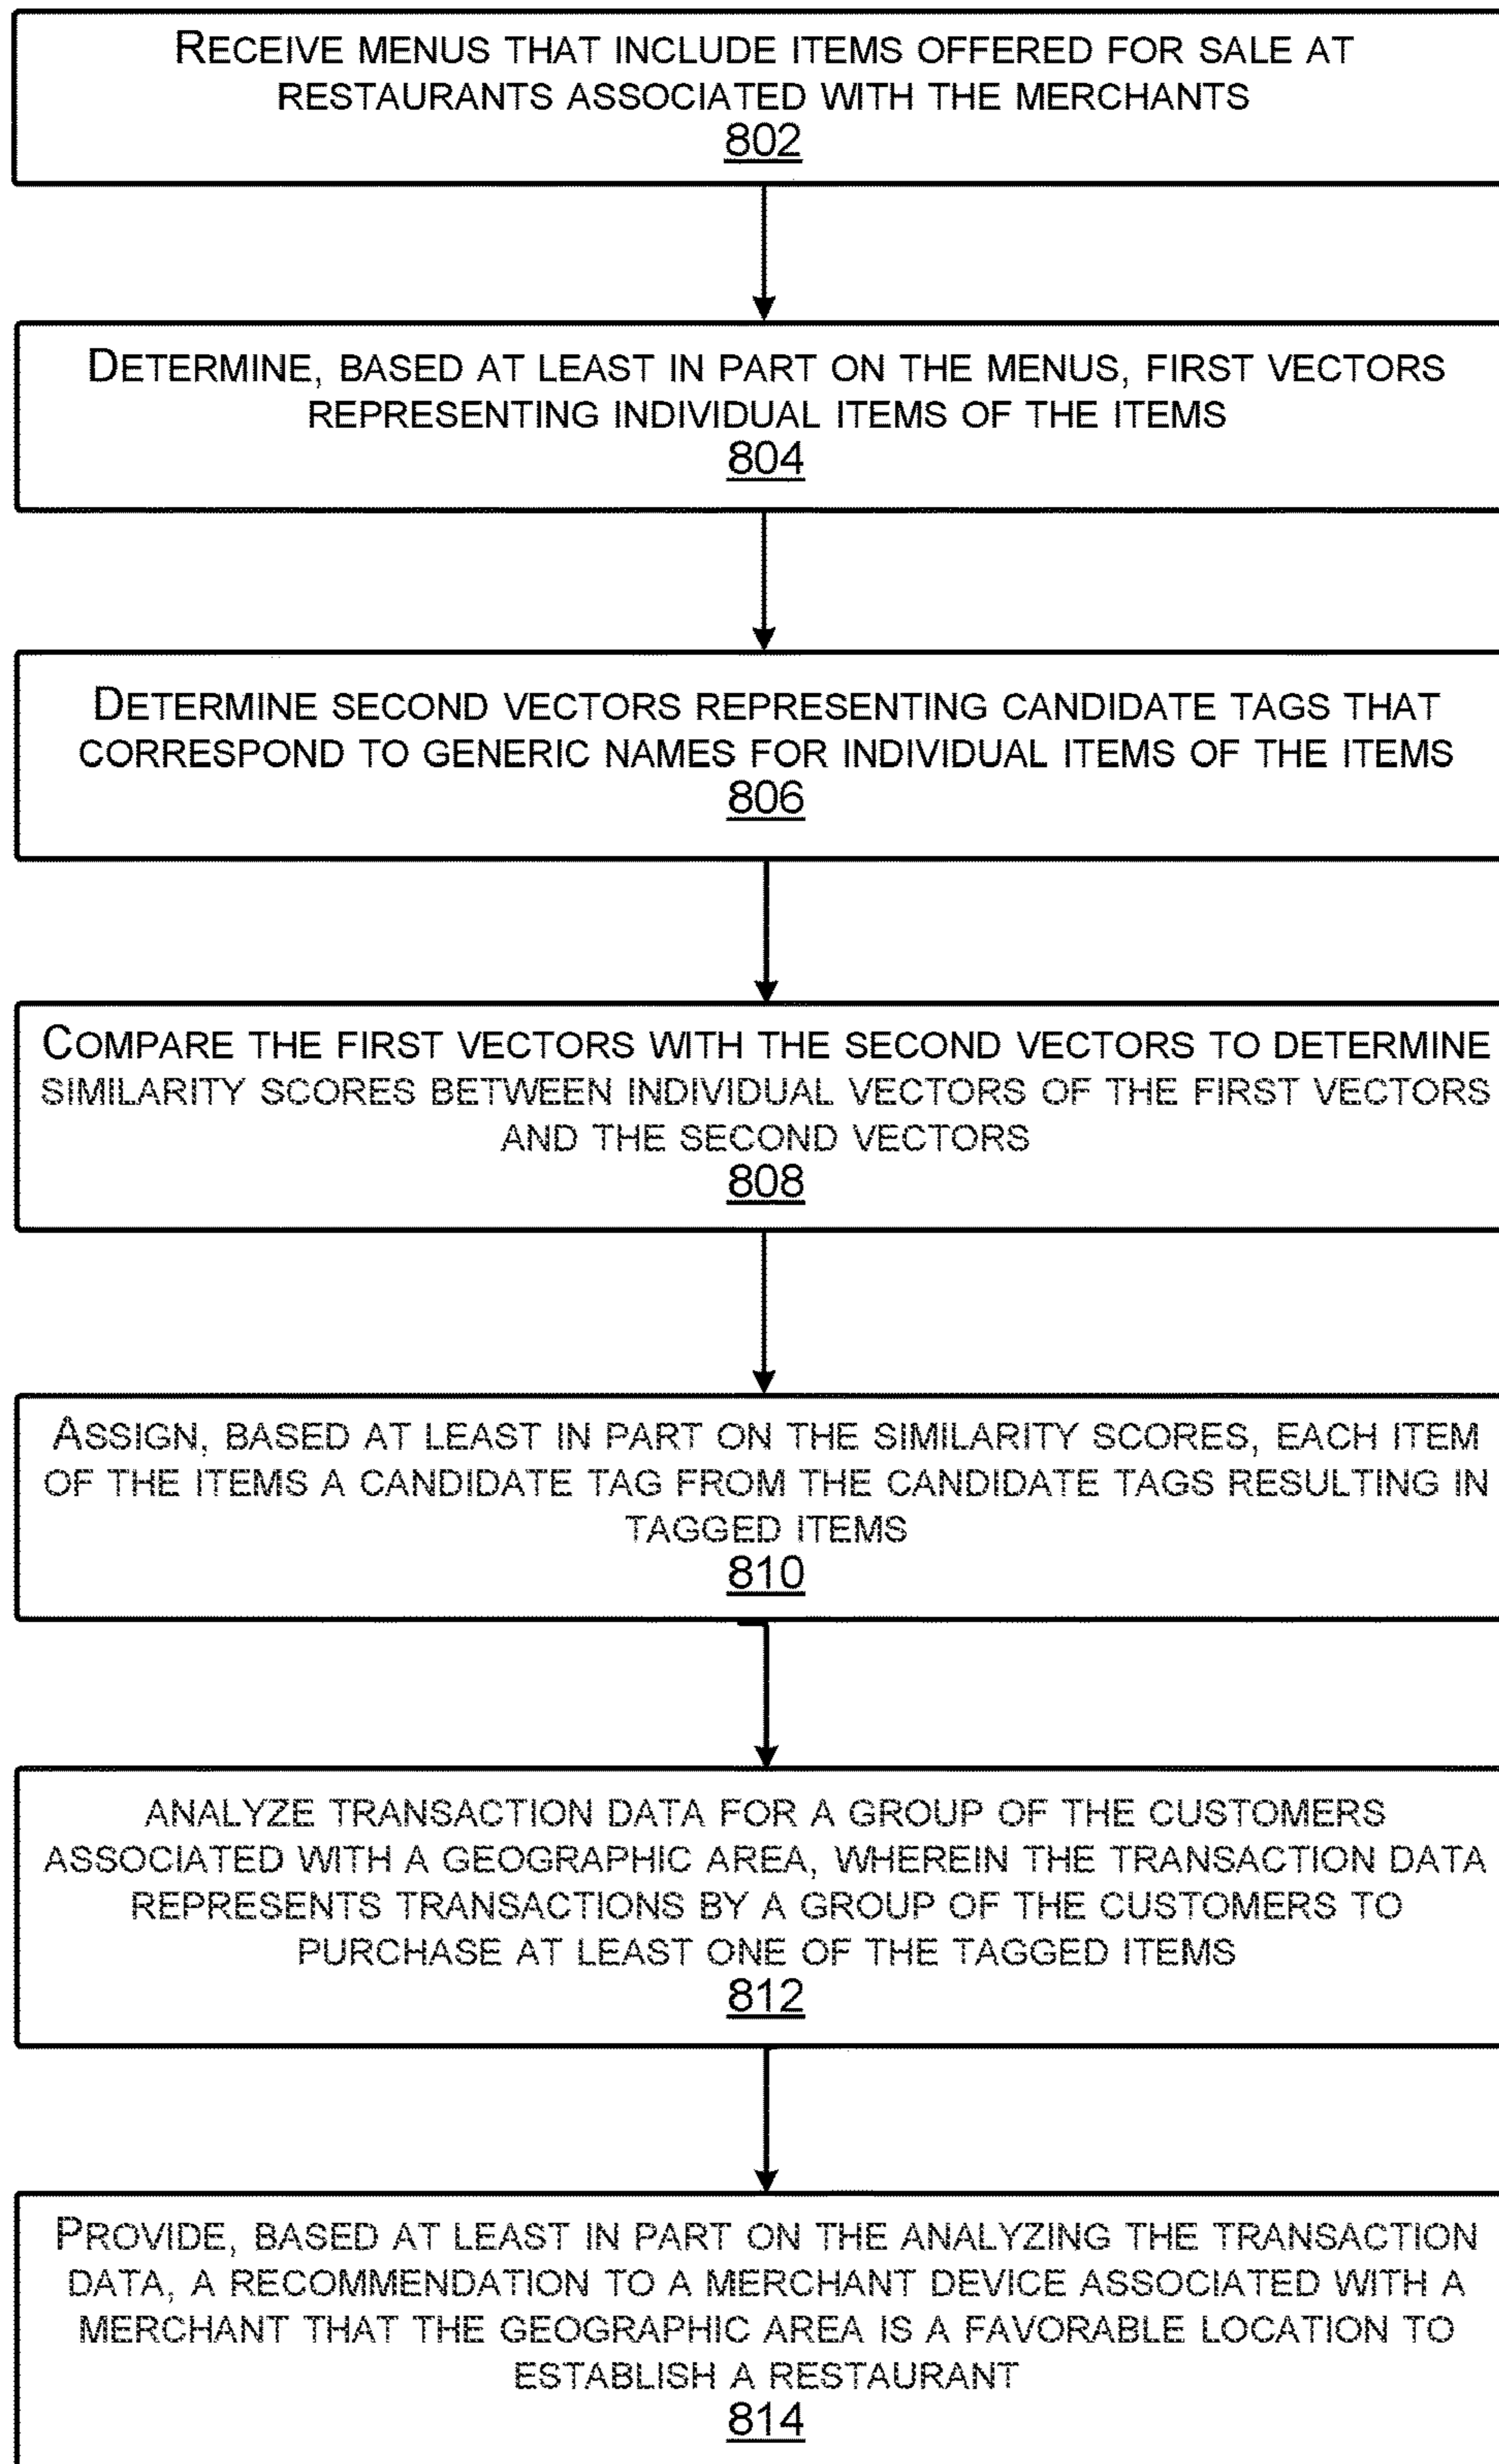 RECEIVE MENUS THAT INCLUDE ITEMS OFFERED FOR SALE AT
RESTAURANTS ASSOCIATED WITH THE MERCHANTS
802
DETERMINE, BASED AT LEAST IN PART ON THE MENUS, FIRST VECTORS
REPRESENTING INDIVIDUAL ITEMS OF THE ITEMS
804
DETERMINE SECOND VECTORS REPRESENTING CANDIDATE TAGS THAT
CORRESPOND TO GENERIC NAMES FOR INDIVIDUAL ITEMS OF THE ITEMS
806
COMPARE THE FIRST VECTORS WITH THE SECOND VECTORS TO DETERMINE
SIMILARITY SCORES BETWEEN INDIVIDUAL VECTORS OF THE FIRST VECTORS
AND THE SECOND VECTORS
808
ASSIGN, BASED AT LEAST IN PART ON THE SIMILARITY SCORES, EACH ITEM
OF THE ITEMS A CANDIDATE TAG FROM THE CANDIDATE TAGS RESULTING IN
TAGGED ITEMS
810
ANALYZE TRANSACTION DATA FOR A GROUP OF THE CUSTOMERS
ASSOCIATED WITH A GEOGRAPHIC AREA, WHEREIN THE TRANSACTION DATA
REPRESENTS TRANSACTIONS BY A GROUP OF THE CUSTOMERS TO
PURCHASE AT LEAST ONE OF THE TAGGED ITEMS
812
PROVIDE, BASED AT LEAST IN PART ON THE ANALYZING THE TRANSACTION
DATA, A RECOMMENDATION TO A MERCHANT DEVICE ASSOCIATED WITH A
MERCHANT THAT THE GEOGRAPHIC AREA IS A FAVORABLE LOCATION TO
ESTABLISH A RESTAURANT
814